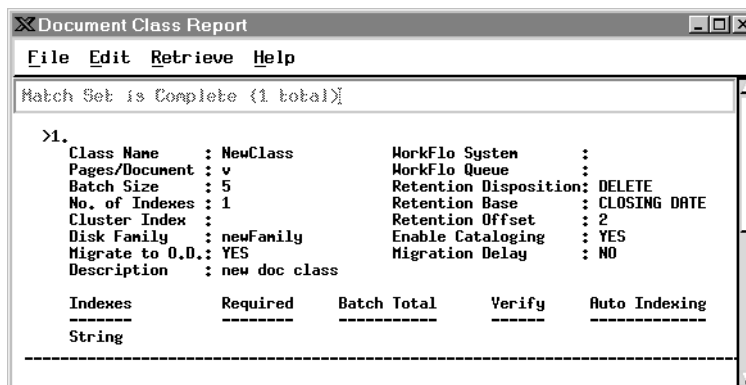 Document Class Report
File Edit Retrieve Help
Match Set is Complete (1 total)
>1.
Class Name : NewClass WorkFlo System :
Pages/Document : v WorkFlo Queue :
Batch Size : 5 Retention Disposition: DELETE
No. of Indexes : 1 Retention Base : CLOSING DATE
Cluster Index : Retention Offset : 2
Disk Family : newFamily Enable Cataloging : YES
Migrate to O.D.: YES Migration Delay : NO
Description : new doc class
Indexes Required Batch Total Verify Auto Indexing
------- -------- ----------- ------ -------------
String